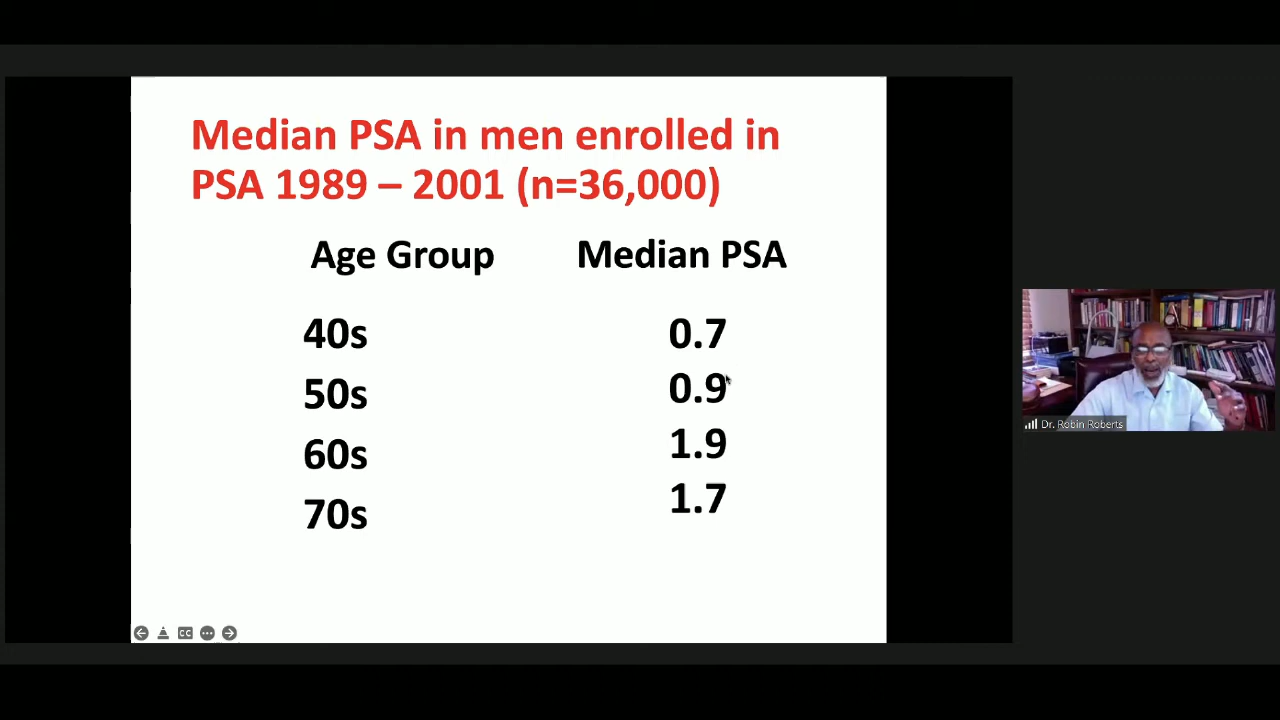 Median PSA in men enrolled in
PSA 1989 – 2001 (n=36,000)
Age Group Median PSA
40s 0.7
50s 0.9
60s 1.9
70s 1.7
CC
Dr. Robin Roberts